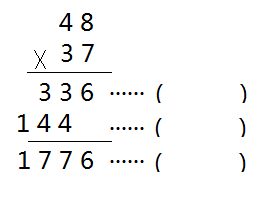 48
× 37
336 …… (　　　)
144 …… (　　　)
1776 …… (　　　)